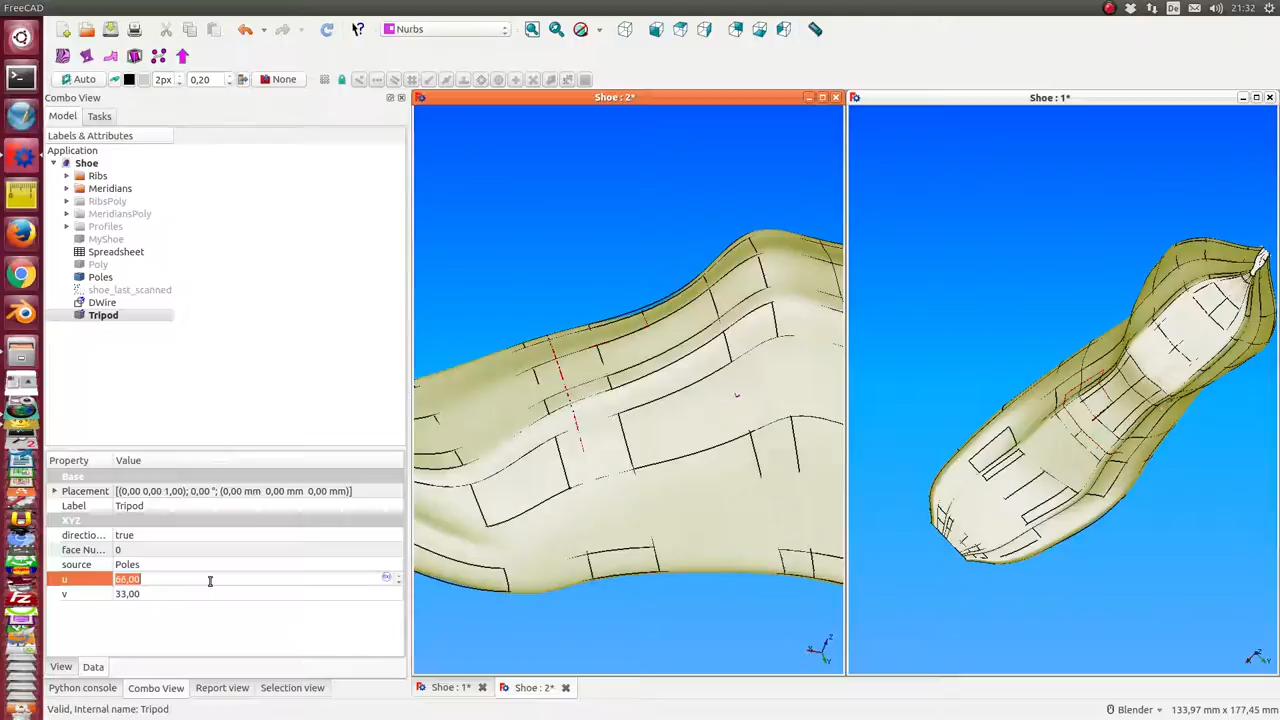 FreeCAD
De
21:32
Nurbs
Auto
2px
0,20
None
Combo View
Shoe : 2*
Shoe : 1*
Model
Tasks
Labels & Attributes
Application
Shoe
Ribs
Meridians
RibsPoly
MeridiansPoly
Profiles
MyShoe
Spreadsheet
Poly
Poles
shoe_last_scanned
DWire
Tripod
Property
Value
Base
Placement
[(0,00 0,00 1,00); 0,00 °; (0,00 mm 0,00 mm 0,00 mm)]
Label
Tripod
XYZ
directio...
true
face Nu...
0
source
Poles
u
66,00
v
33,00
View
Data
Python console
Combo View
Report view
Selection view
Shoe : 1*
Shoe : 2*
Valid, Internal name: Tripod
Blender
133,97 mm x 177,45 mm